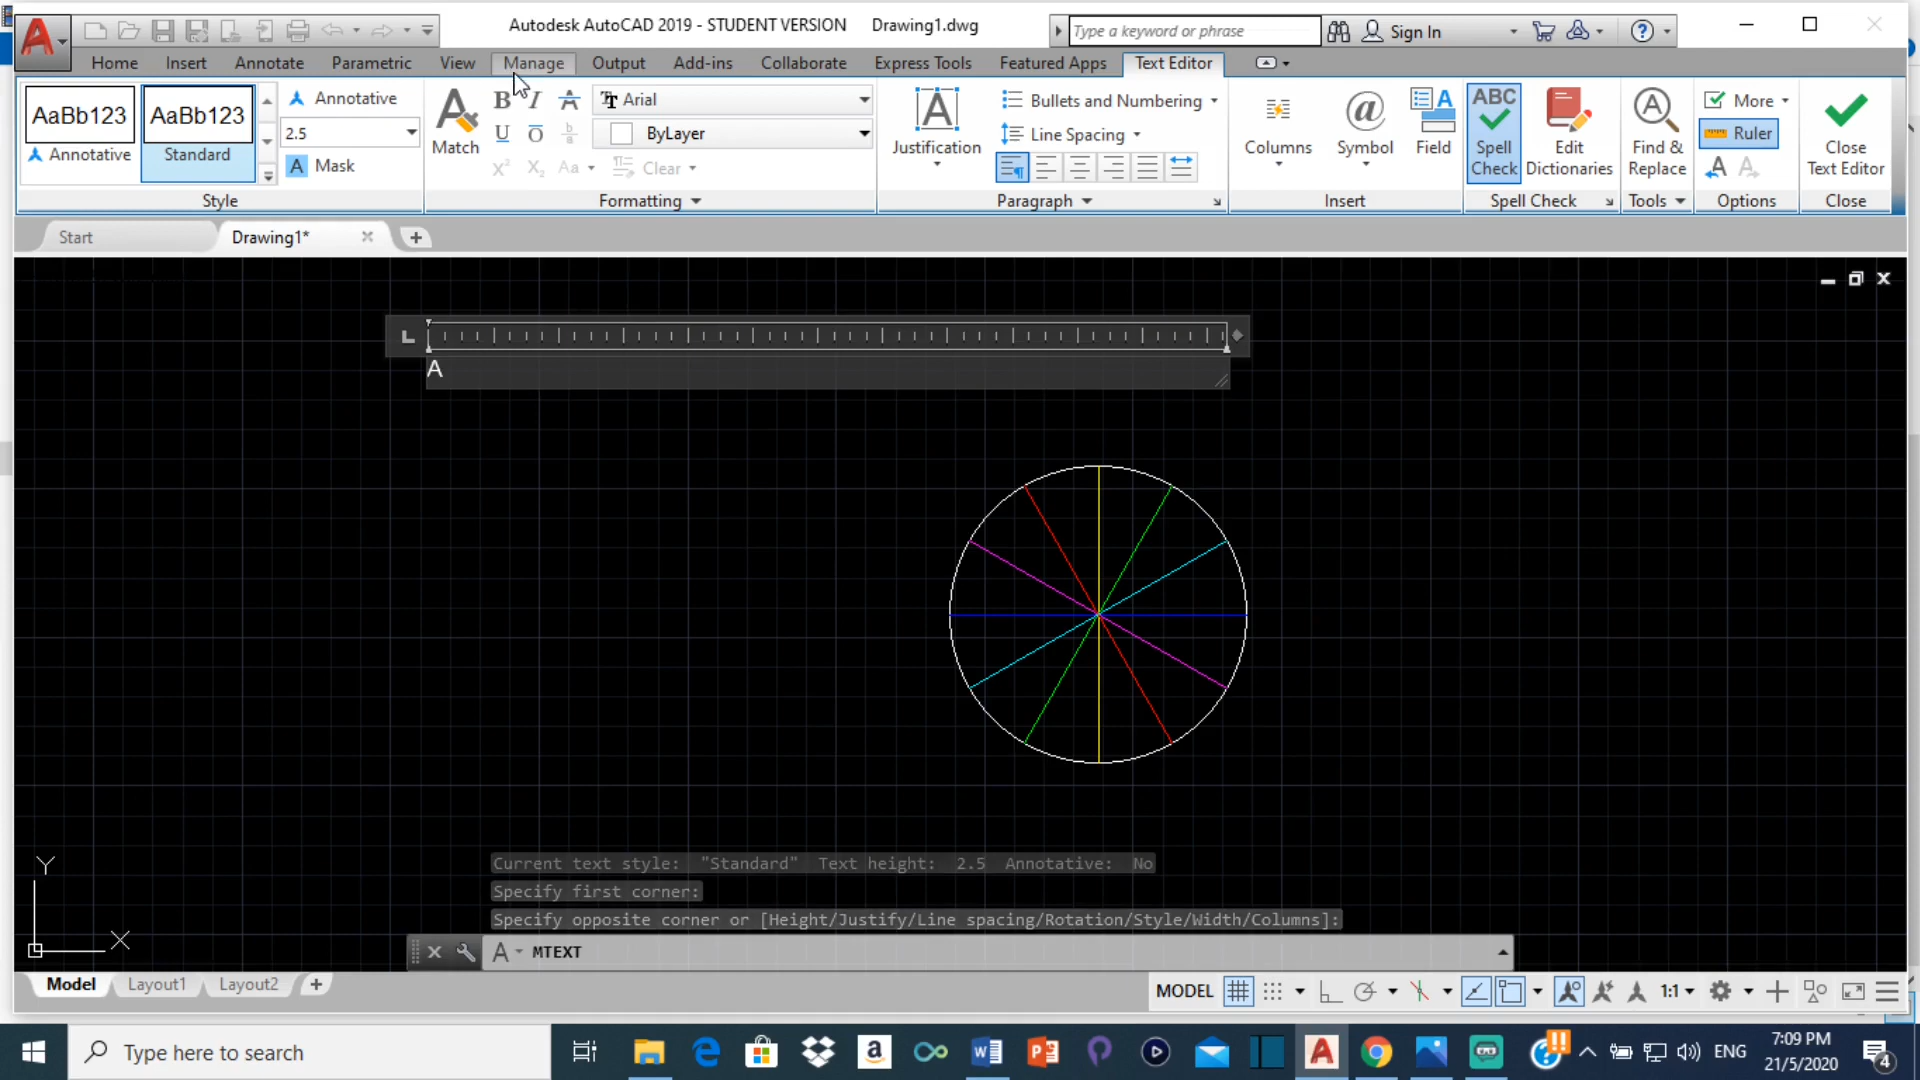 Autodesk AutoCAD 2019 - STUDENT VERSION Drawing1.dwg
Type a keyword or phrase
Sign In
Home Insert Annotate Parametric View Manage Output Add-ins Collaborate Express Tools Featured Apps Text Editor
AaBb123 AaBb123
Annotative Standard
Annotative
2.5
A Mask
Style
Match
B I A
U O b/a
X² X₂ Aa Clear
Arial
ByLayer
Formatting
Justification
Bullets and Numbering
Line Spacing
Paragraph
Columns Symbol Field
Insert
ABC
Spell Check
Edit Dictionaries
Spell Check
Find & Replace
Tools
More
Ruler
Options
Close Text Editor
Close
Start Drawing1*
A
Y
X
Current text style: "Standard" Text height: 2.5 Annotative: No
Specify first corner:
Specify opposite corner or [Height/Justify/Line spacing/Rotation/Style/Width/Columns]:
MTEXT
Model Layout1 Layout2
MODEL 1:1
Type here to search
ENG
7:09 PM
21/5/2020
4